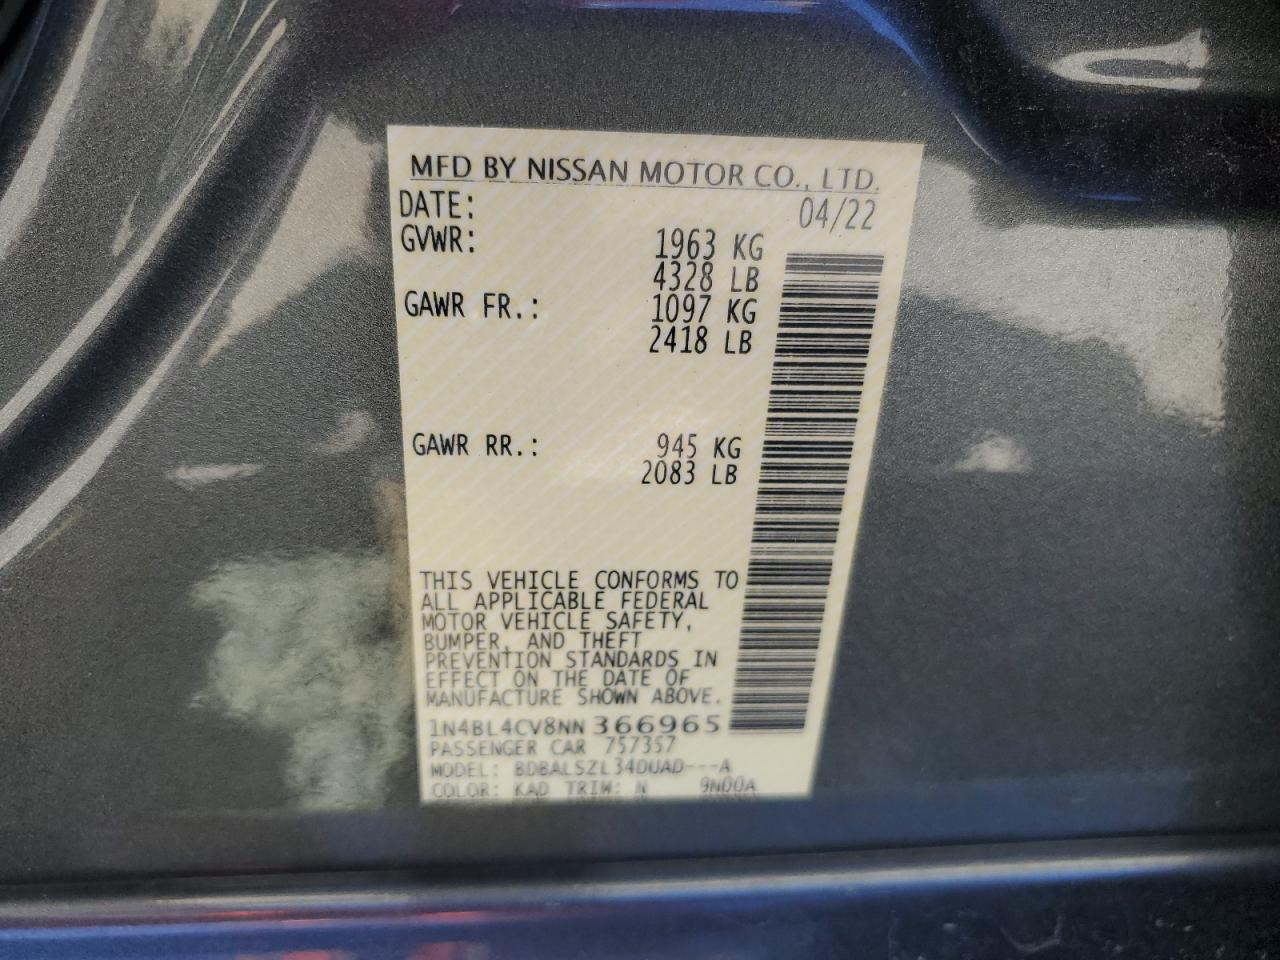 MFD BY NISSAN MOTOR CO., LTD.
DATE: 04/22
GVWR: 1963 KG
4328 LB
GAWR FR.: 1097 KG
2418 LB
GAWR RR.: 945 KG
2083 LB
THIS VEHICLE CONFORMS TO
ALL APPLICABLE FEDERAL
MOTOR VEHICLE SAFETY,
BUMPER, AND THEFT
PREVENTION STANDARDS IN
EFFECT ON THE DATE OF
MANUFACTURE SHOWN ABOVE.
1N4BL4CV8NN 366965
PASSENGER CAR 757357
MODEL: BDBALSZL34DUAD---A
COLOR: KAD TRIM: N 9N00A